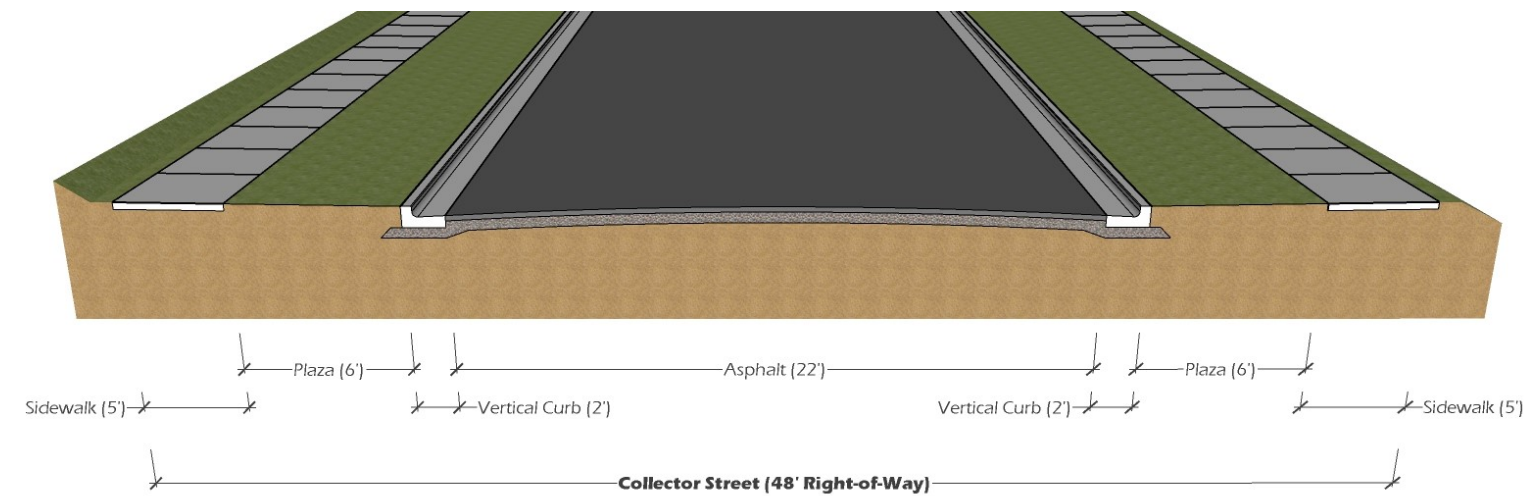 Plaza (6')
Asphalt (22')
Plaza (6')
Sidewalk (5')
Vertical Curb (2')
Vertical Curb (2')
Sidewalk (5')
Collector Street (48' Right-of-Way)